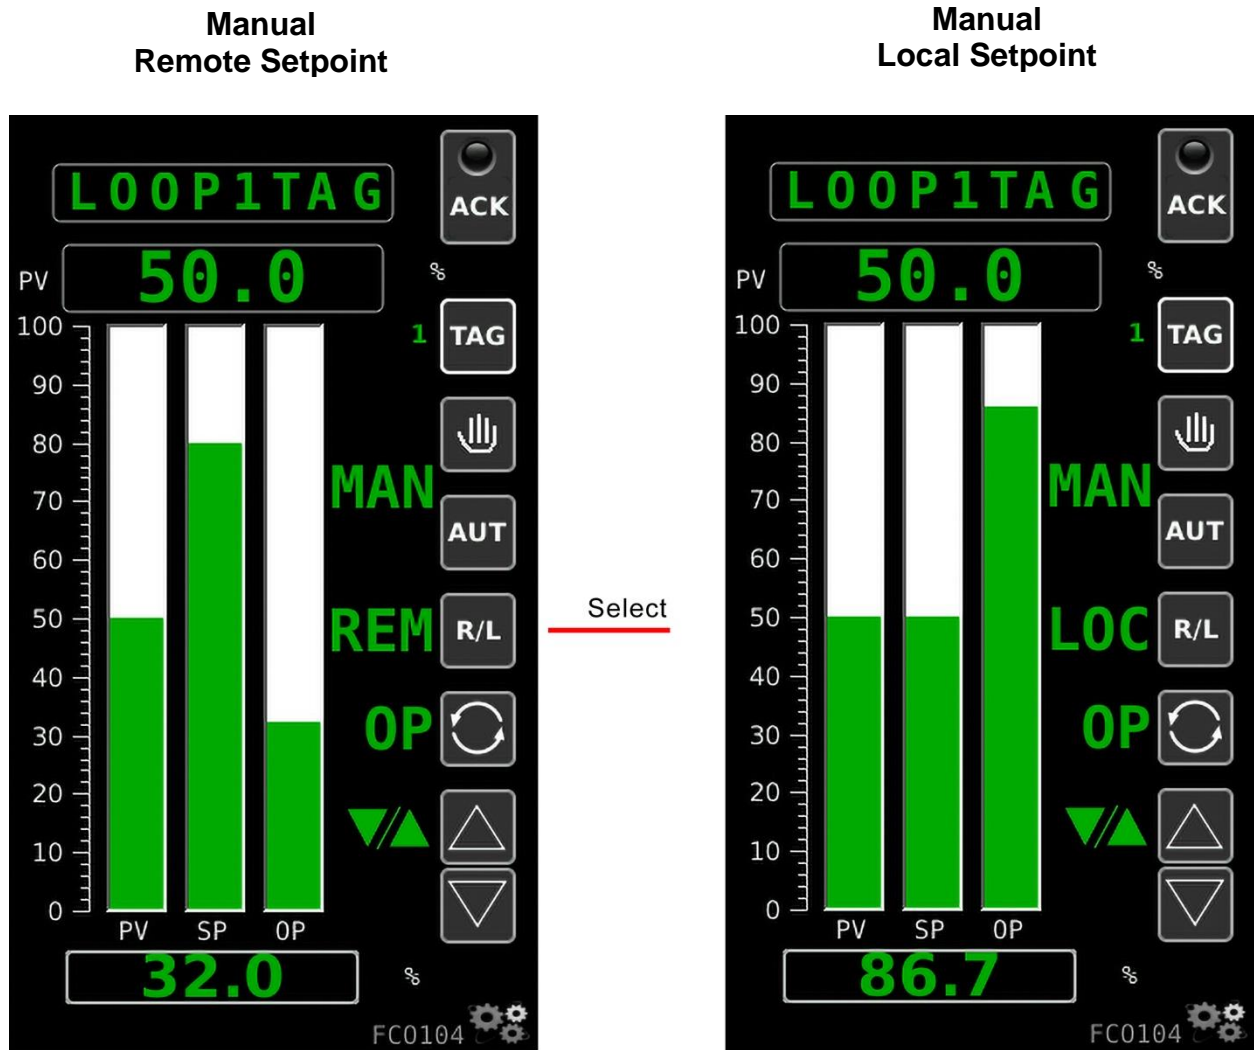 Manual
Remote Setpoint
LOOP1TAG
ACK
PV 50.0 %
100
1 TAG
90
80
MAN
70
AUT
60
50
REM R/L
40
30
OP
20
10
0
PV SP OP
32.0 %
FCO104
Select
Manual
Local Setpoint
LOOP1TAG
ACK
PV 50.0 %
100
1 TAG
90
80
MAN
70
AUT
60
50
LOC R/L
40
30
OP
20
10
0
PV SP OP
86.7 %
FCO104